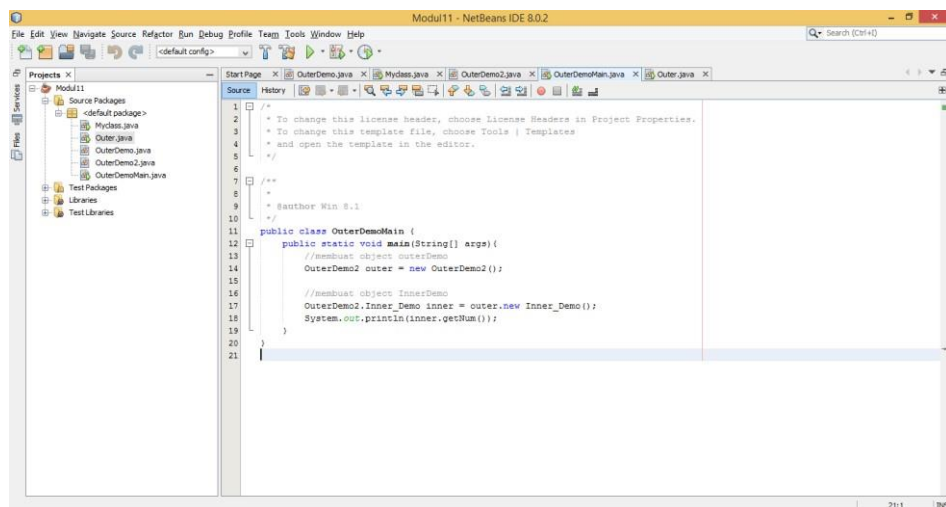 Modul11 - NetBeans IDE 8.0.2
File Edit View Navigate Source Refactor Run Debug Profile Team Tools Window Help
Search (Ctrl+I)
<default config>
Projects
Start Page OuterDemo.java Myclass.java OuterDemo2.java OuterDemoMain.java Outer.java
Services
Files
Modul11
Source Packages
<default package>
Myclass.java
Outer.java
OuterDemo.java
OuterDemo2.java
OuterDemoMain.java
Test Packages
Libraries
Test Libraries
Source History
1 /*
2 * To change this license header, choose License Headers in Project Properties.
3 * To change this template file, choose Tools | Templates
4 * and open the template in the editor.
5 */
6
7 /**
8 *
9 * @author Win 8.1
10 */
11 public class OuterDemoMain {
12 public static void main(String[] args){
13 //membuat object outerDemo
14 OuterDemo2 outer = new OuterDemo2();
15
16 //membuat object InnerDemo
17 OuterDemo2.Inner_Demo inner = outer.new Inner_Demo();
18 System.out.println(inner.getNum());
19 }
20 }
21
21:1 INS